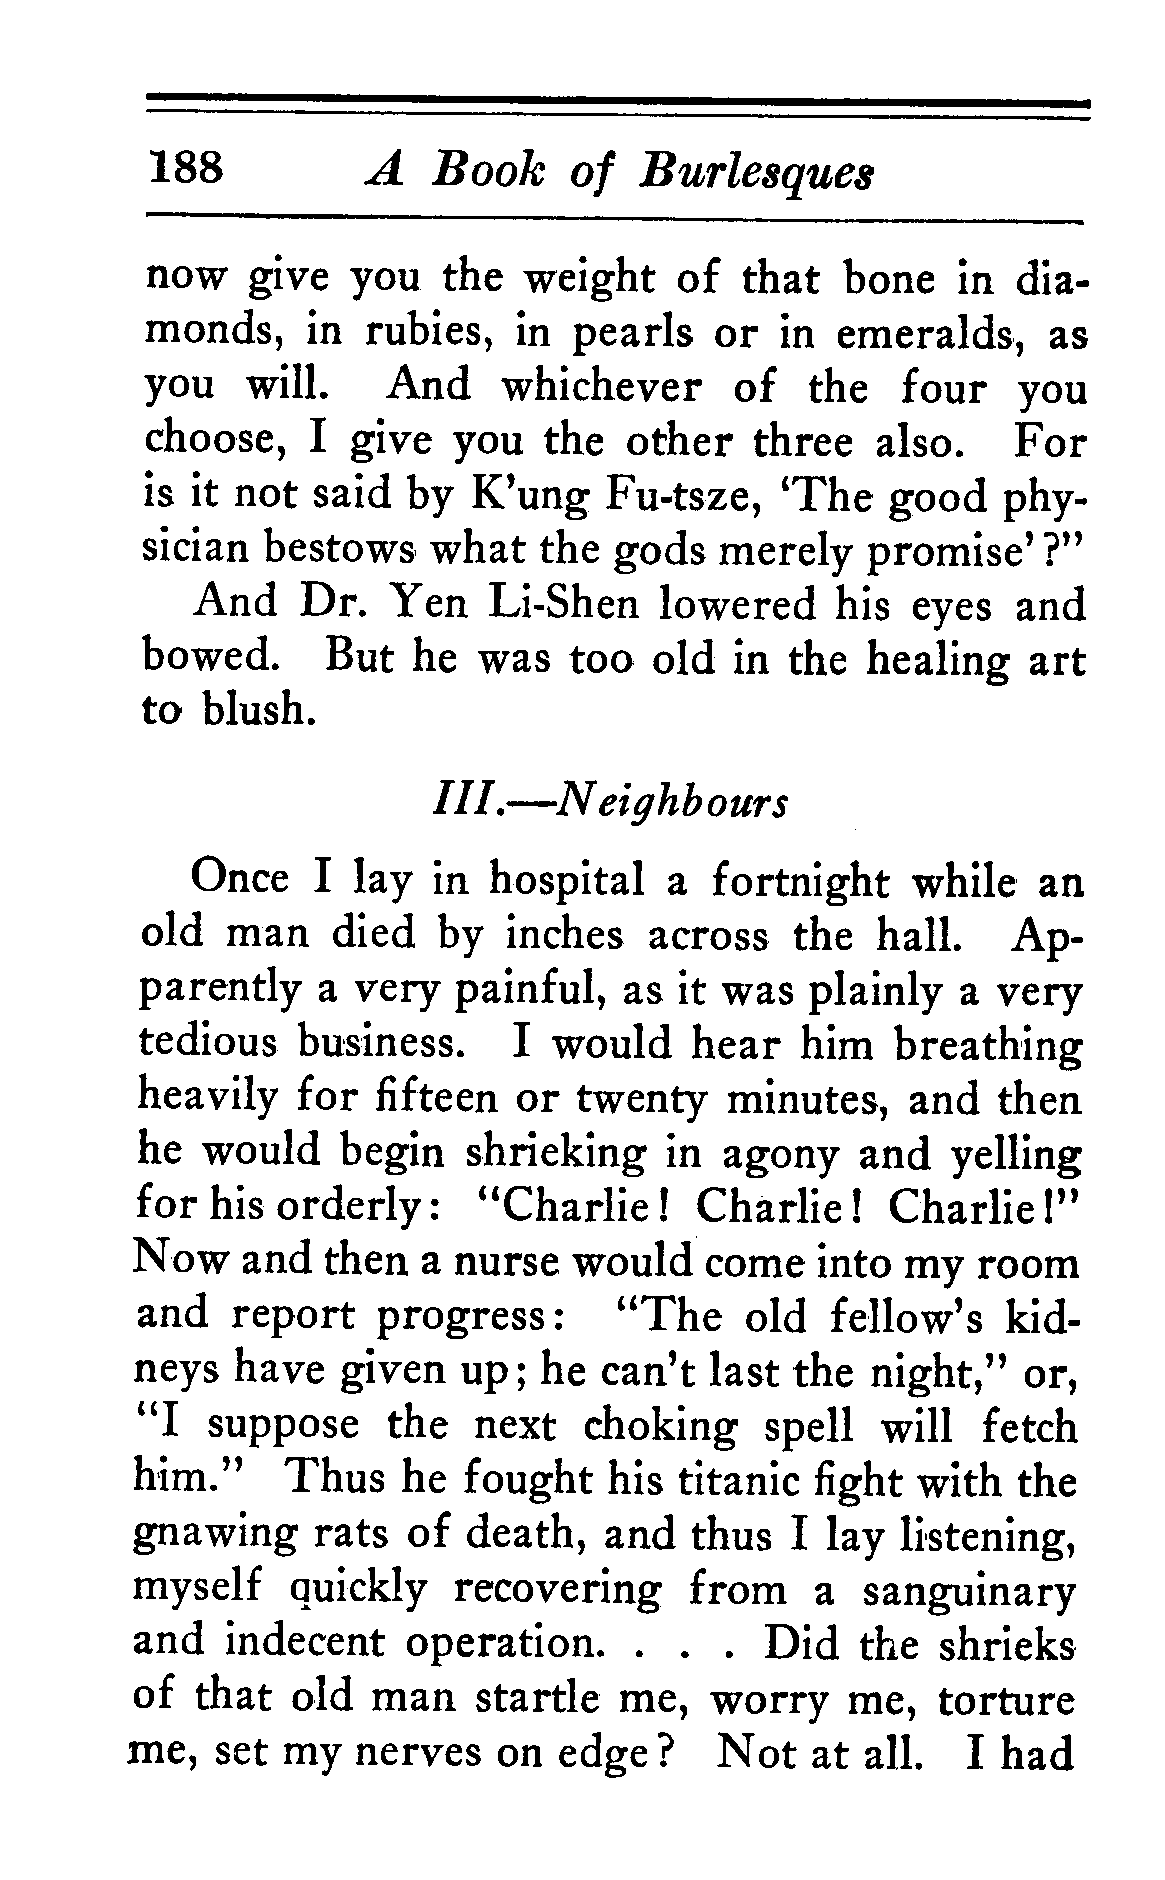 188 A Book of Burlesques
now give you the weight of that bone in dia-
monds, in rubies, in pearls or in emeralds, as
you will. And whichever of the four you
choose, I give you the other three also. For
is it not said by K'ung Fu-tsze, 'The good phy-
sician bestows what the gods merely promise'?"
And Dr. Yen Li-Shen lowered his eyes and
bowed. But he was too old in the healing art
to blush.
III.—Neighbours
Once I lay in hospital a fortnight while an
old man died by inches across the hall. Ap-
parently a very painful, as it was plainly a very
tedious business. I would hear him breathing
heavily for fifteen or twenty minutes, and then
he would begin shrieking in agony and yelling
for his orderly: "Charlie! Charlie! Charlie!"
Now and then a nurse would come into my room
and report progress: "The old fellow's kid-
neys have given up; he can't last the night," or,
"I suppose the next choking spell will fetch
him." Thus he fought his titanic fight with the
gnawing rats of death, and thus I lay listening,
myself quickly recovering from a sanguinary
and indecent operation. . . . Did the shrieks
of that old man startle me, worry me, torture
me, set my nerves on edge? Not at all. I had